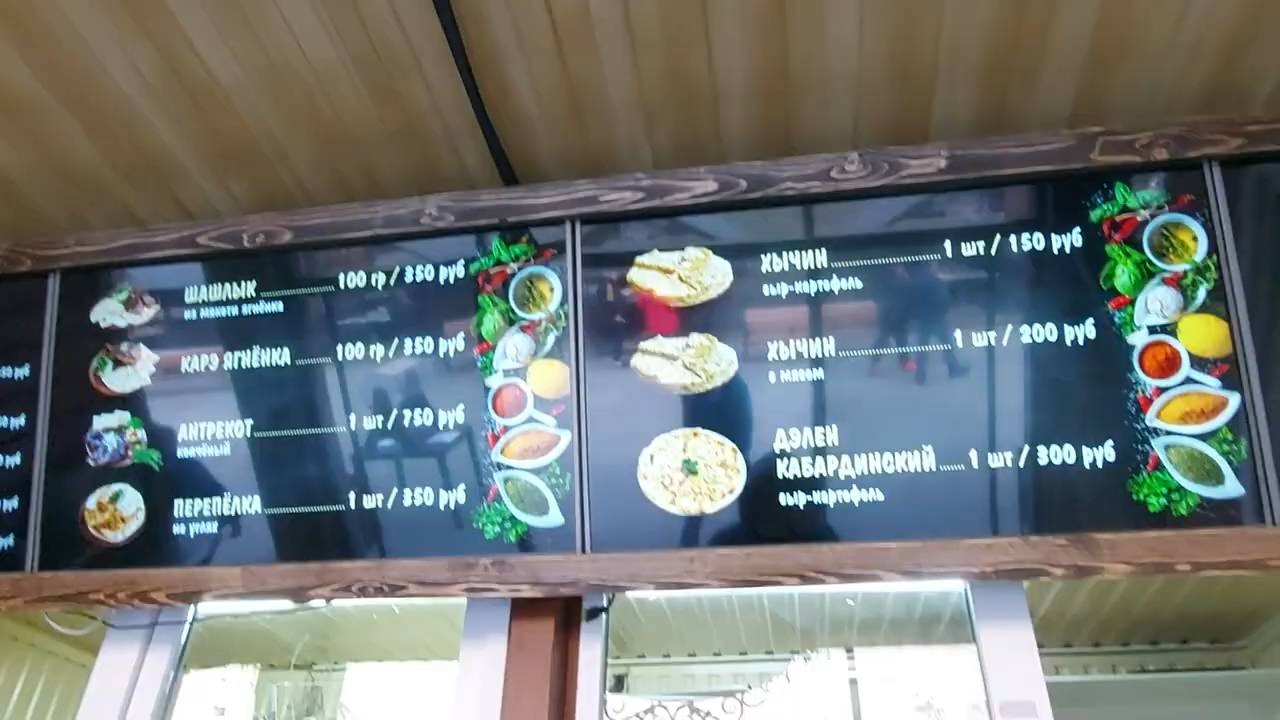 ШАШЛЫК 100 гр / 350 руб
из мякоти ягнёнка
КАРЭ ЯГНЁНКА 100 гр / 350 руб
АНТРЕКОТ 1 шт / 750 руб
копчёный
ПЕРЕПЁЛКА 1 шт / 350 руб
на углях
ХЫЧИН 1 шт / 150 руб
сыр-картофель
ХЫЧИН 1 шт / 200 руб
с мясом
ДЭЛЕН
КАБАРДИНСКИЙ 1 шт / 300 руб
сыр-картофель